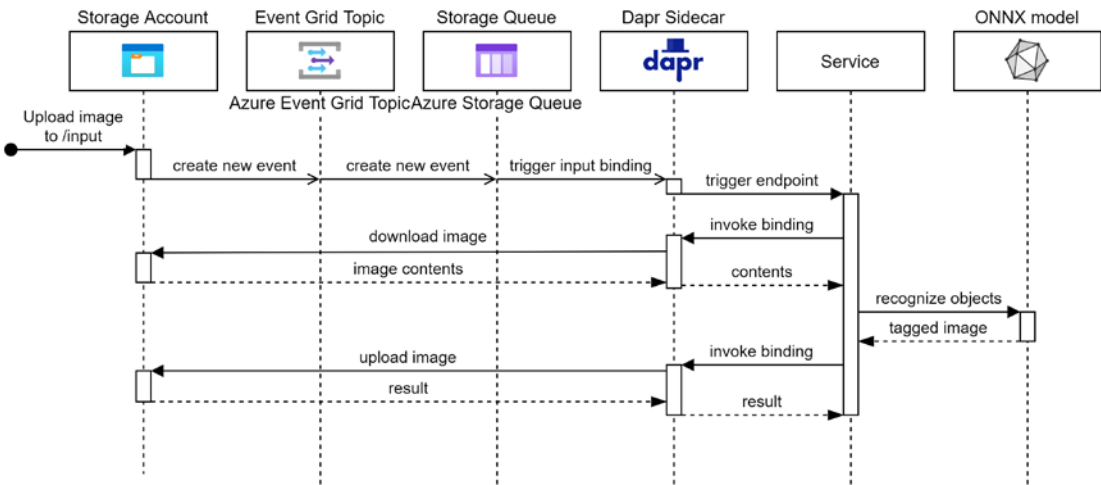 Storage Account
Event Grid Topic
Storage Queue
Dapr Sidecar
ONNX model
dapr
Service
Azure Event Grid Topic
Azure Storage Queue
Upload image
to /input
create new event
create new event
trigger input binding
trigger endpoint
invoke binding
download image
image contents
contents
recognize objects
tagged image
invoke binding
upload image
result
result